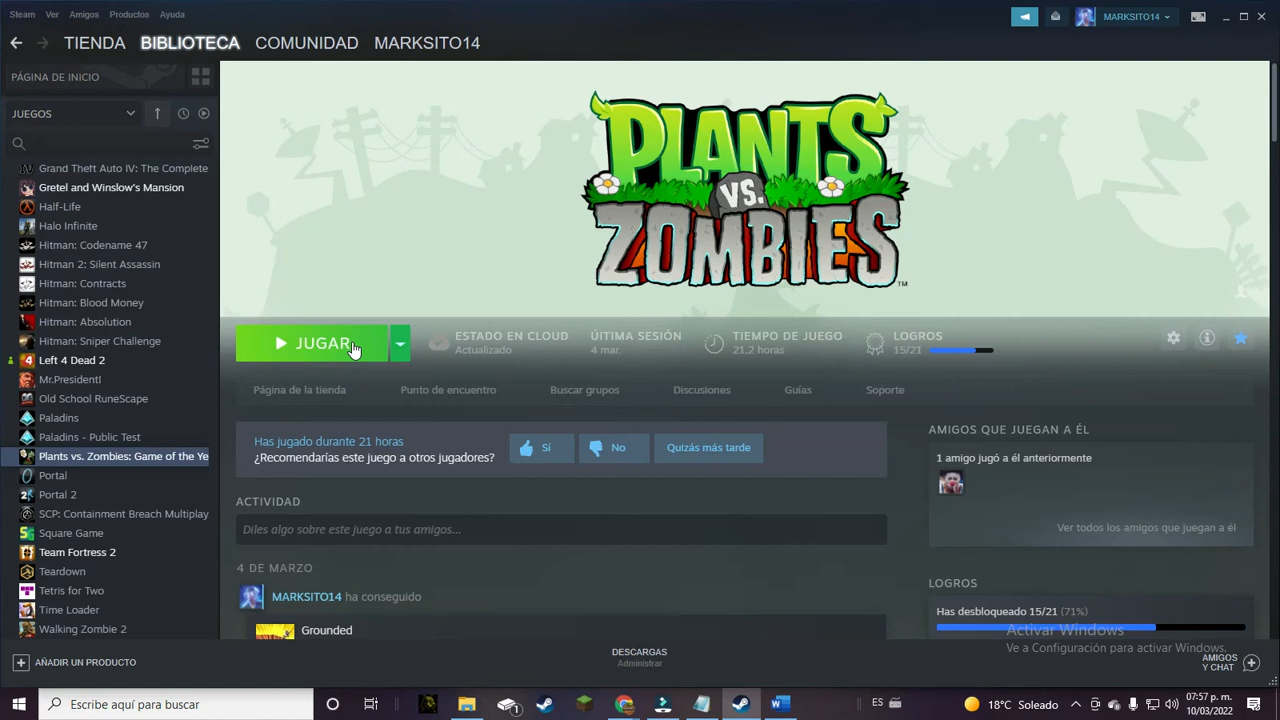 Steam Ver Amigos Productos Ayuda
MARKSITO14
TIENDA BIBLIOTECA COMUNIDAD MARKSITO14
PÁGINA DE INICIO
JUEGOS
Grand Theft Auto IV: The Complete
Gretel and Winslow's Mansion
Half-Life
Halo Infinite
Hitman: Codename 47
Hitman 2: Silent Assassin
Hitman: Contracts
Hitman: Blood Money
Hitman: Absolution
Hitman: Sniper Challenge
Left 4 Dead 2
Mr.President!
Old School RuneScape
Paladins
Paladins - Public Test
Plants vs. Zombies: Game of the Ye
Portal
Portal 2
SCP: Containment Breach Multiplay
Square Game
Team Fortress 2
Teardown
Tetris for Two
Time Loader
Walking Zombie 2
PLANTS
VS.
ZOMBIES™
JUGAR
ESTADO EN CLOUD
Actualizado
ÚLTIMA SESIÓN
4 mar.
TIEMPO DE JUEGO
21,2 horas
LOGROS
15/21
Página de la tienda Punto de encuentro Buscar grupos Discusiones Guías Soporte
Has jugado durante 21 horas
¿Recomendarías este juego a otros jugadores?
Sí No Quizás más tarde
ACTIVIDAD
Diles algo sobre este juego a tus amigos...
4 DE MARZO
MARKSITO14 ha conseguido
Grounded
AMIGOS QUE JUEGAN A ÉL
1 amigo jugó a él anteriormente
Ver todos los amigos que juegan a él
LOGROS
Has desbloqueado 15/21 (71%)
Activar Windows
Ve a Configuración para activar Windows.
AÑADIR UN PRODUCTO
DESCARGAS
Administrar
AMIGOS
Y CHAT
Escribe aquí para buscar
1
ES
18°C Soleado
07:57 p. m.
10/03/2022